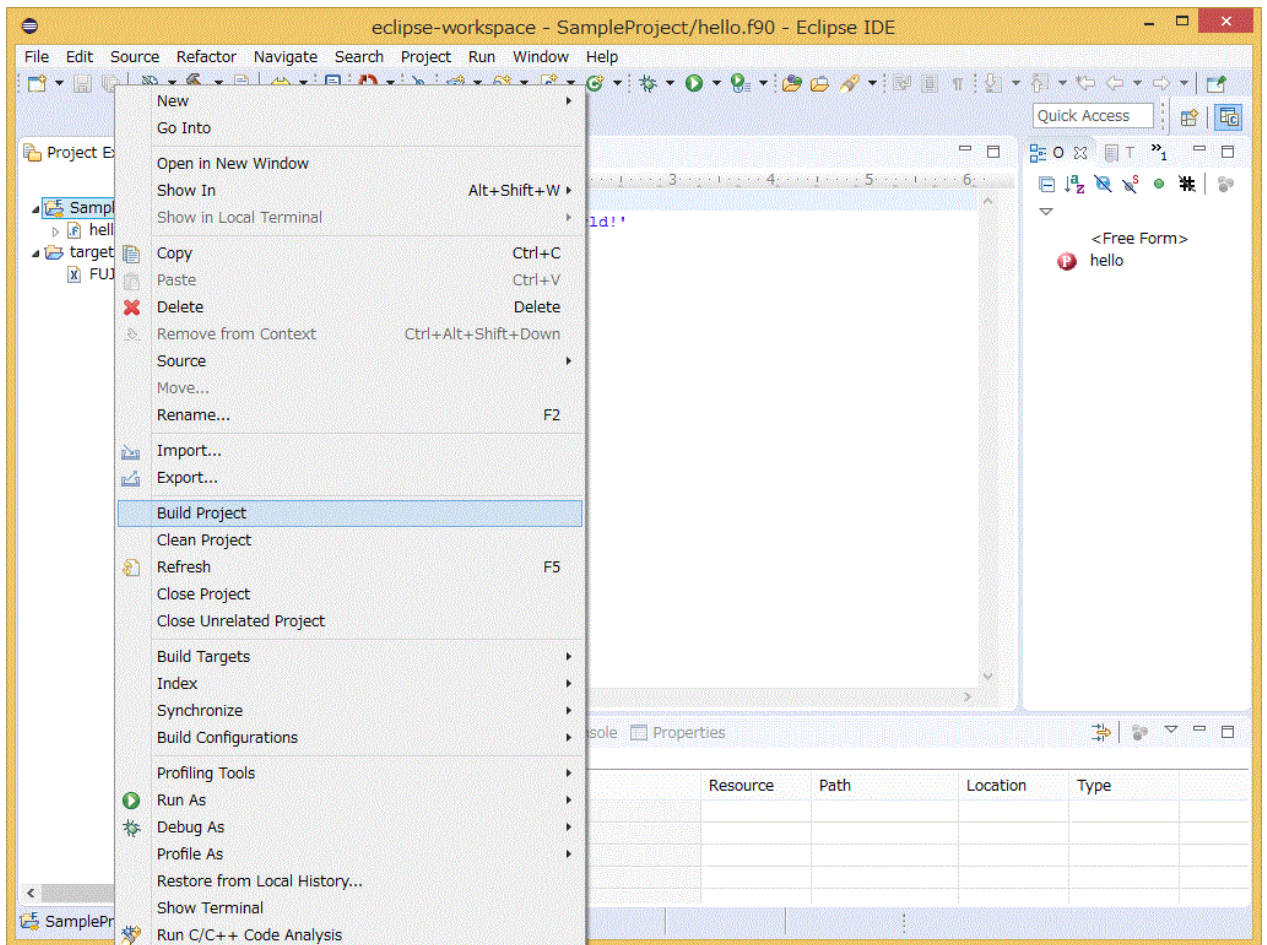 eclipse-workspace - SampleProject/hello.f90 - Eclipse IDE
File Edit Source Refactor Navigate Search Project Run Window Help
Quick Access
Project E
O T »1
Sampl
hell
target
FUJ
New
Go Into
Open in New Window
Show In Alt+Shift+W
Show in Local Terminal
Copy Ctrl+C
Paste Ctrl+V
Delete Delete
Remove from Context Ctrl+Alt+Shift+Down
Source
Move...
Rename... F2
Import...
Export...
Build Project
Clean Project
Refresh F5
Close Project
Close Unrelated Project
Build Targets
Index
Synchronize
Build Configurations
Profiling Tools
Run As
Debug As
Profile As
Restore from Local History...
Show Terminal
Run C/C++ Code Analysis
3 4 5 6
ld!'
<Free Form>
hello
sole Properties
Resource Path Location Type
SamplePr